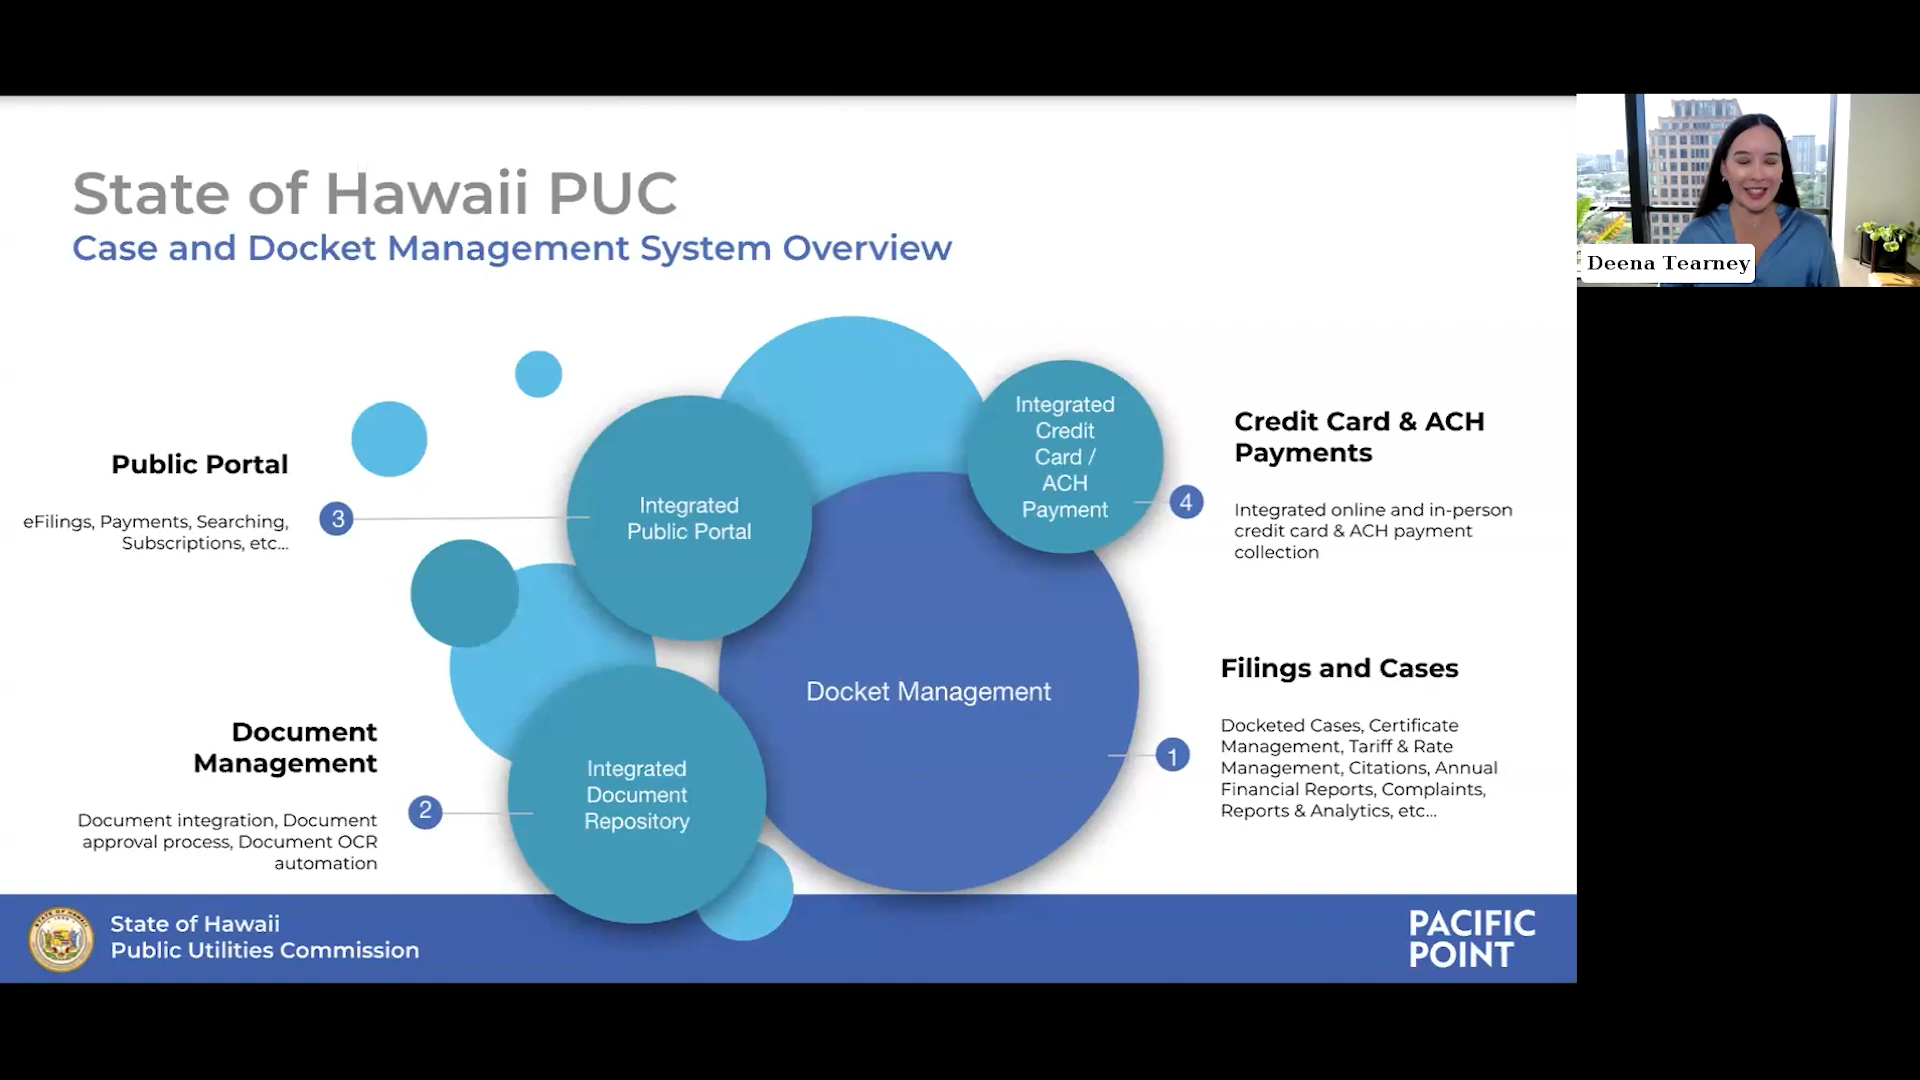 State of Hawaii PUC
Case and Docket Management System Overview
Deena Tearney
Public Portal
eFilings, Payments, Searching,
Subscriptions, etc...
3
Integrated
Public Portal
Integrated
Credit
Card /
ACH
Payment
4
Credit Card & ACH
Payments
Integrated online and in-person
credit card & ACH payment
collection
Document
Management
Document integration, Document
approval process, Document OCR
automation
2
Integrated
Document
Repository
Docket Management
1
Filings and Cases
Docketed Cases, Certificate
Management, Tariff & Rate
Management, Citations, Annual
Financial Reports, Complaints,
Reports & Analytics, etc...
State of Hawaii
Public Utilities Commission
PACIFIC
POINT